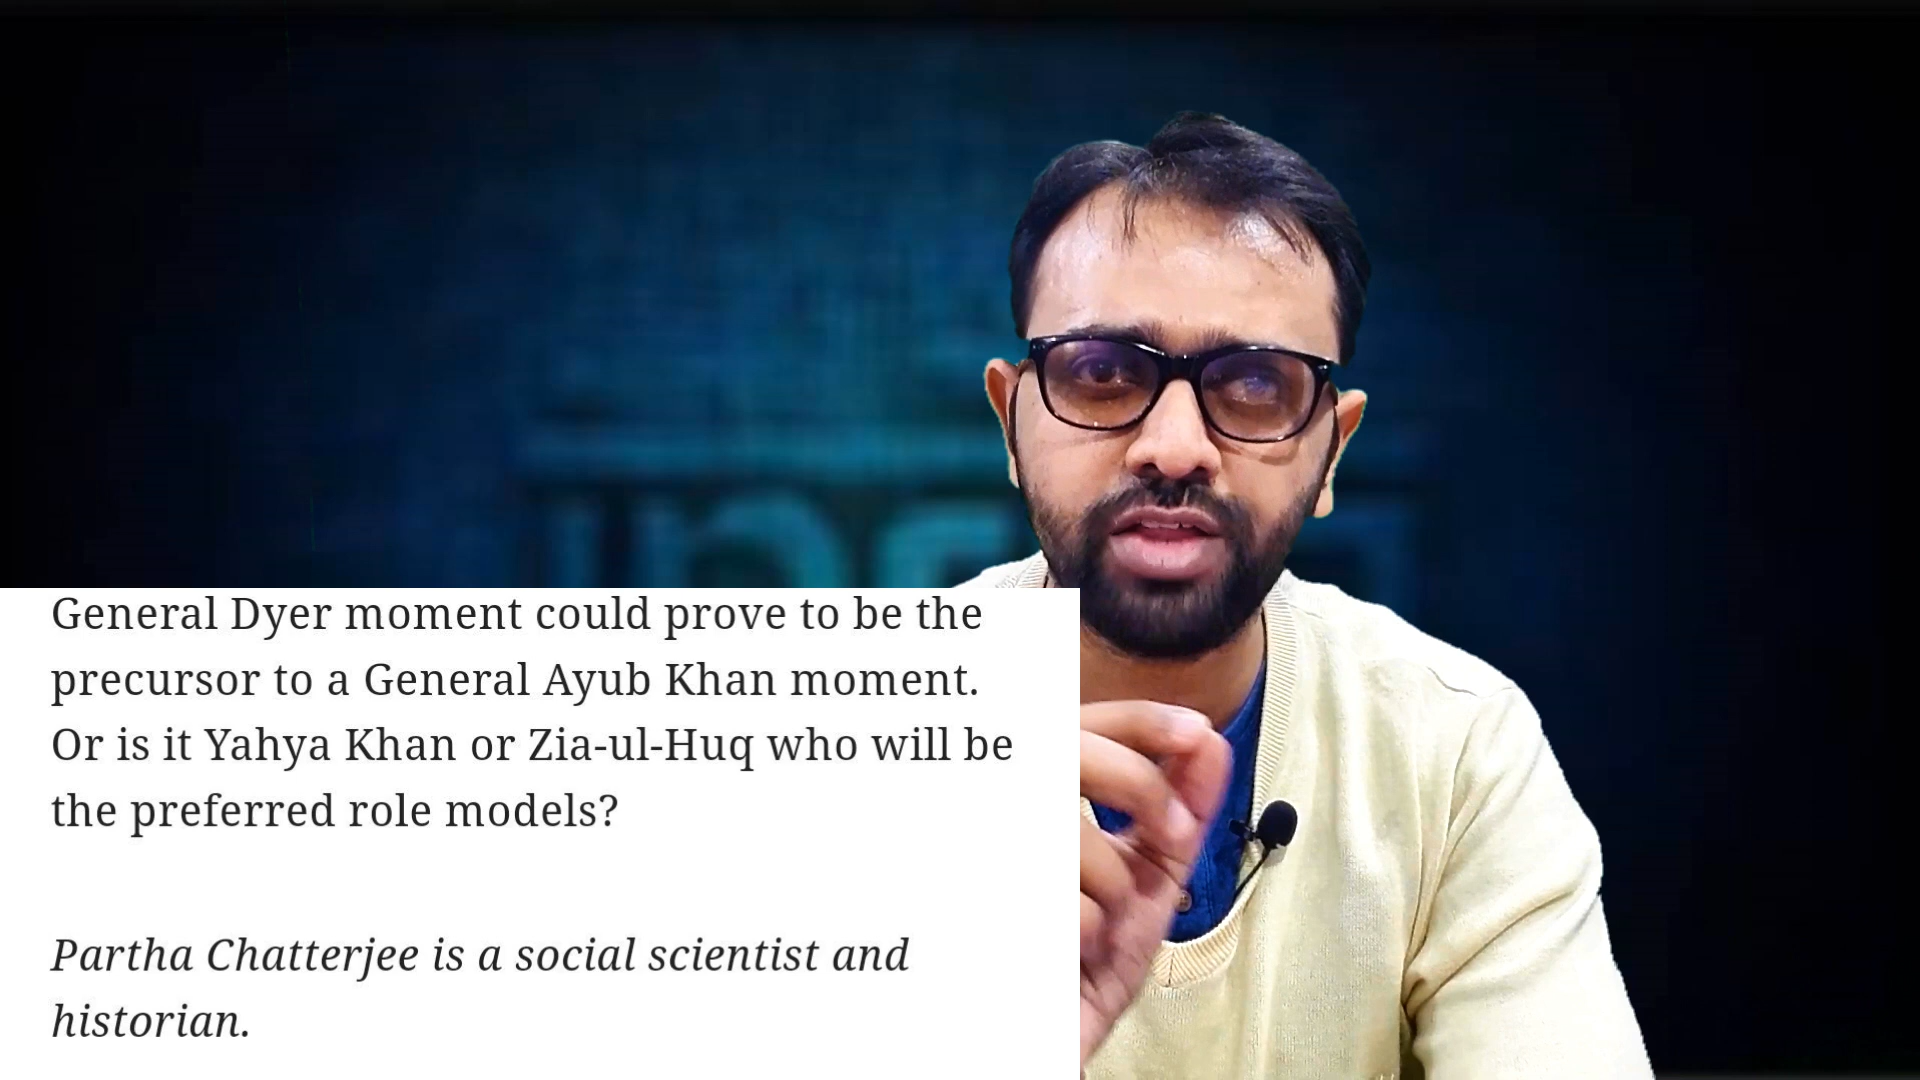 General Dyer moment could prove to be the
precursor to a General Ayub Khan moment.
Or is it Yahya Khan or Zia-ul-Huq who will be
the preferred role models?
Partha Chatterjee is a social scientist and
historian.